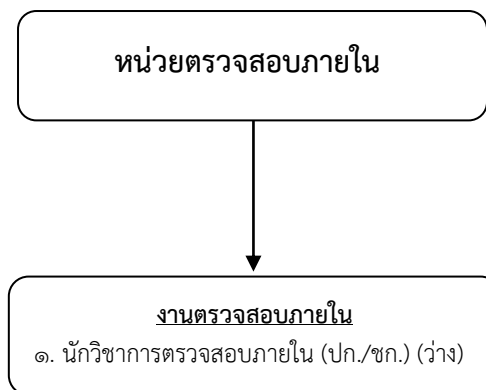 หน่วยตรวจสอบภายใน
งานตรวจสอบภายใน
๑. นักวิชาการตรวจสอบภายใน (ปก./ชก.) (ว่าง)